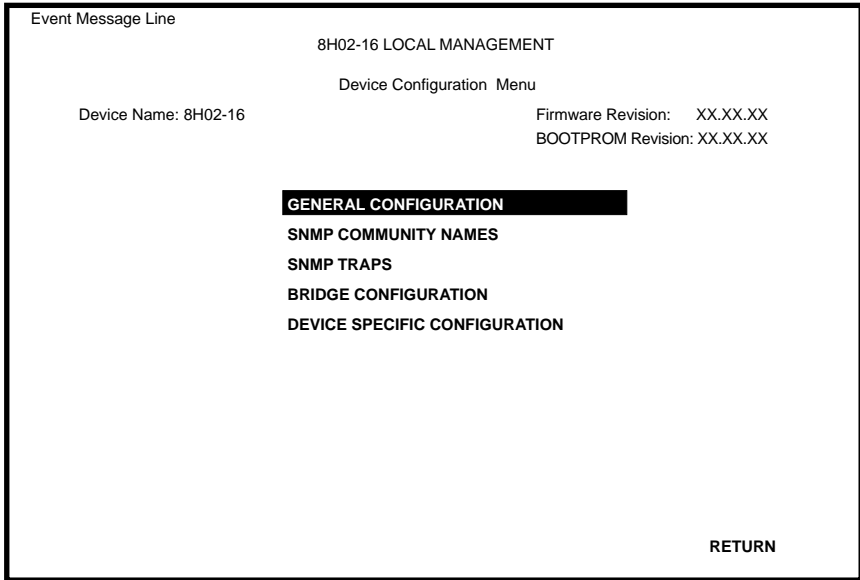 Event Message Line
8H02-16 LOCAL MANAGEMENT
Device Configuration Menu
Device Name: 8H02-16 Firmware Revision: XX.XX.XX
BOOTPROM Revision: XX.XX.XX
GENERAL CONFIGURATION
SNMP COMMUNITY NAMES
SNMP TRAPS
BRIDGE CONFIGURATION
DEVICE SPECIFIC CONFIGURATION
RETURN